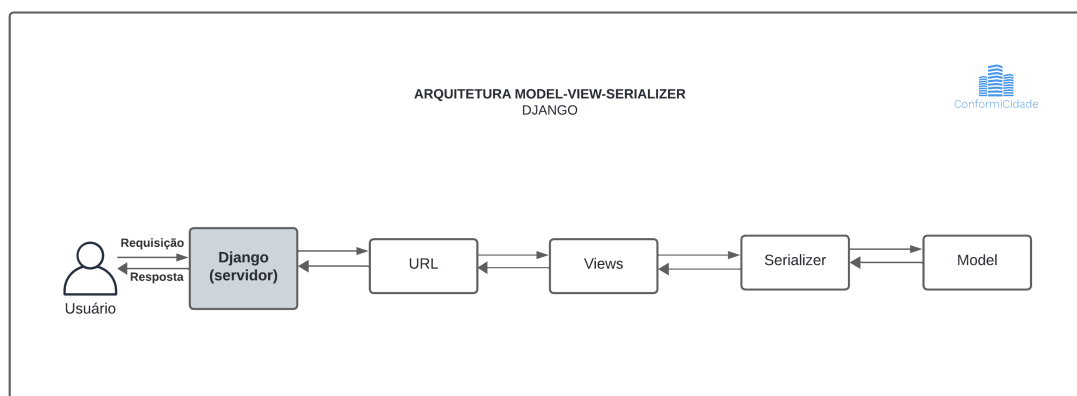 ARQUITETURA MODEL-VIEW-SERIALIZER
DJANGO
ConformiCidade
Requisição
Resposta
Usuário
Django
(servidor)
URL
Views
Serializer
Model